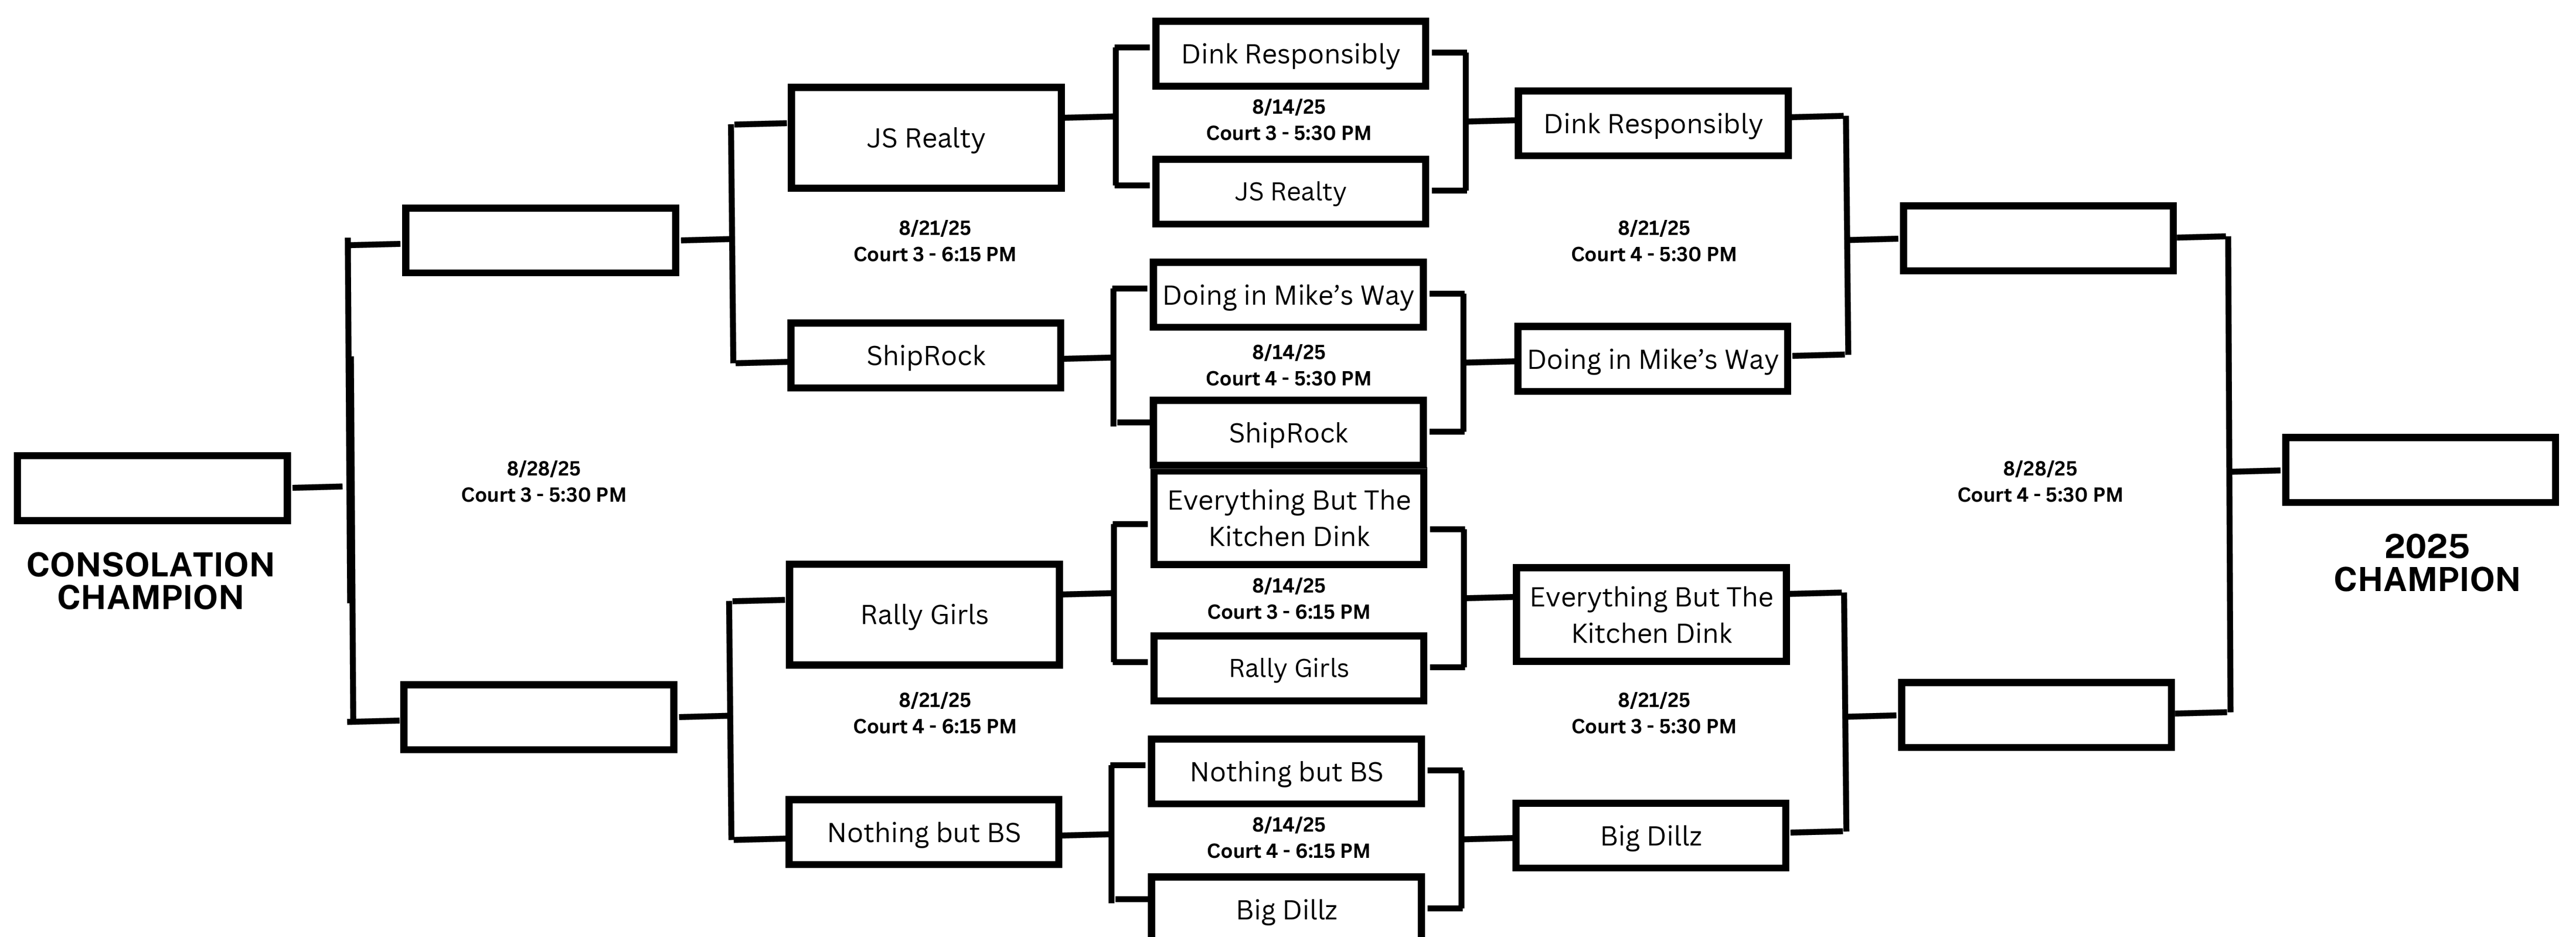 Dink Responsibly
8/14/25
Court 3 - 5:30 PM
JS Realty
Doing in Mike's Way
8/14/25
Court 4 - 5:30 PM
ShipRock
Everything But The
Kitchen Dink
8/14/25
Court 3 - 6:15 PM
Rally Girls
Nothing but BS
8/14/25
Court 4 - 6:15 PM
Big Dillz
JS Realty
8/21/25
Court 3 - 6:15 PM
ShipRock
Rally Girls
8/21/25
Court 4 - 6:15 PM
Nothing but BS
8/28/25
Court 3 - 5:30 PM
CONSOLATION
CHAMPION
Dink Responsibly
8/21/25
Court 4 - 5:30 PM
Doing in Mike's Way
Everything But The
Kitchen Dink
8/21/25
Court 3 - 5:30 PM
Big Dillz
8/28/25
Court 4 - 5:30 PM
2025
CHAMPION